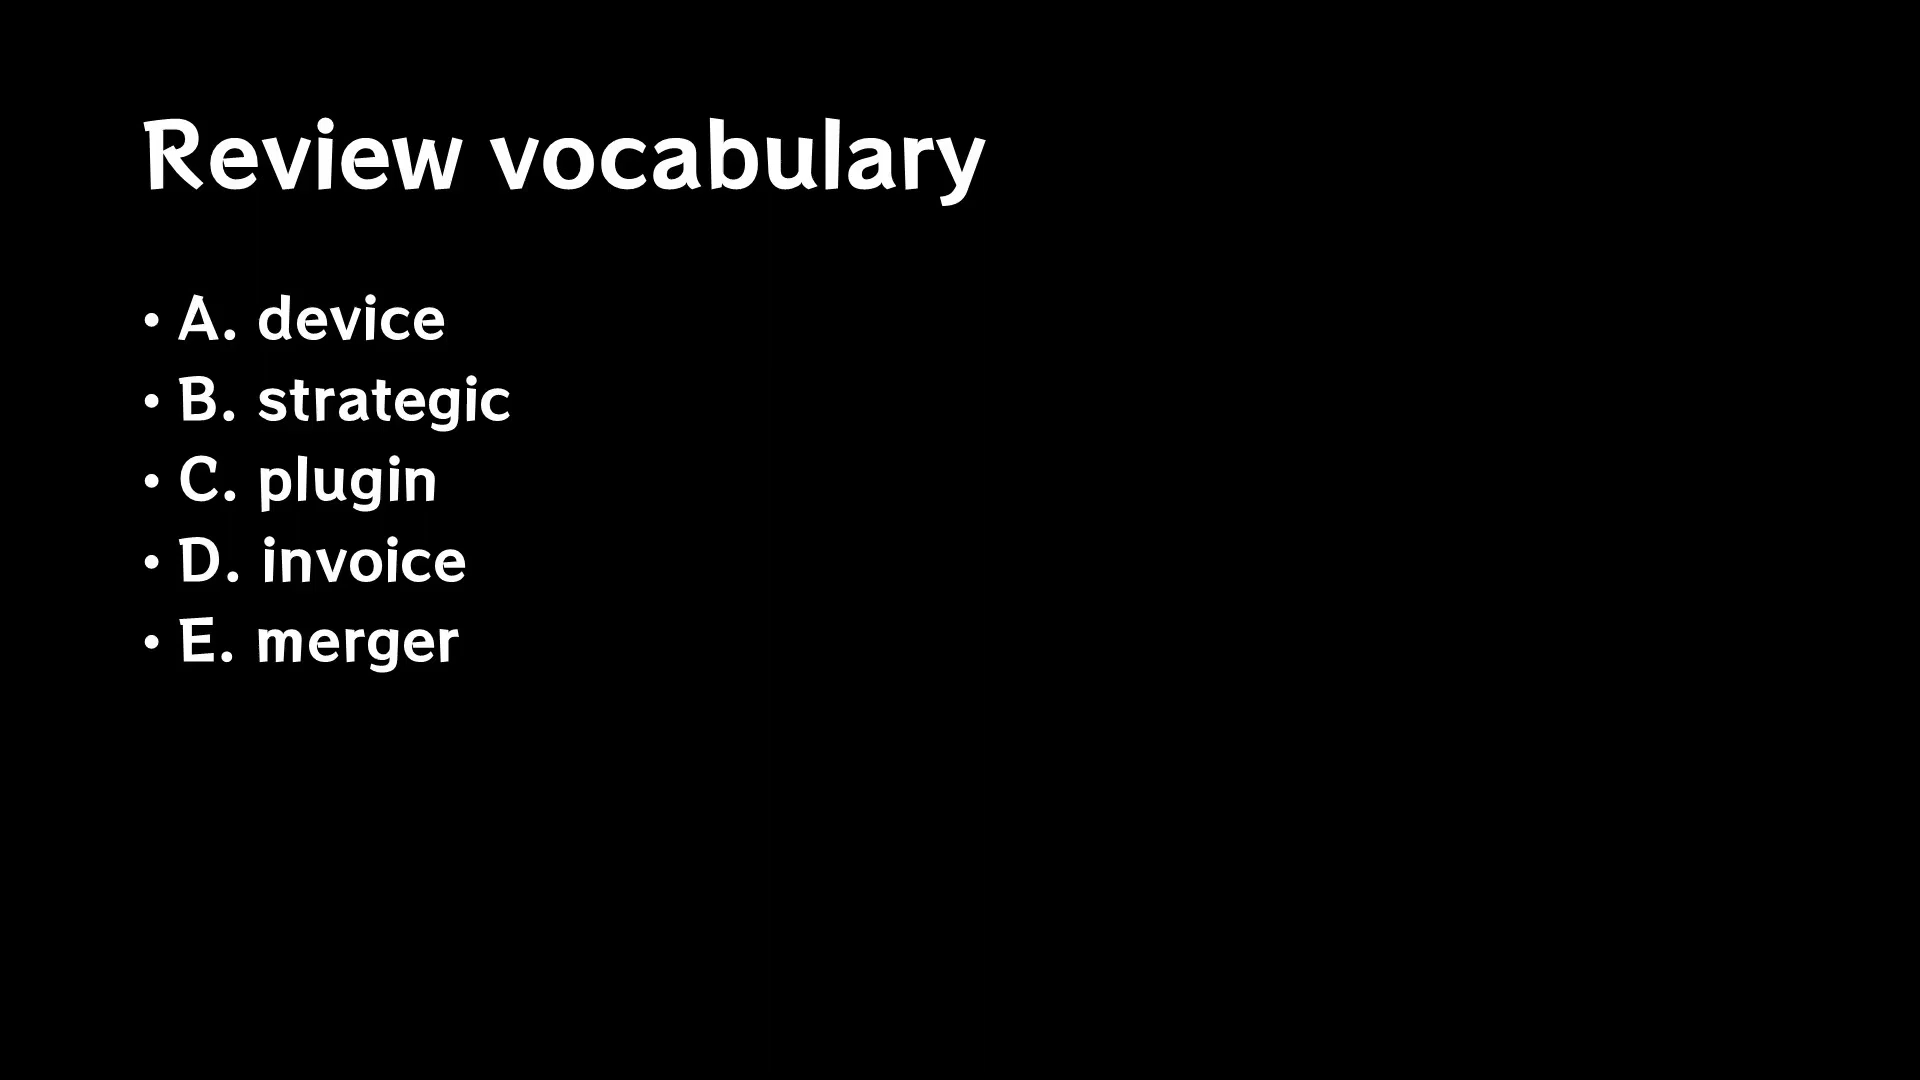 Review vocabulary
• A. device
• B. strategic
• C. plugin
• D. invoice
• E. merger